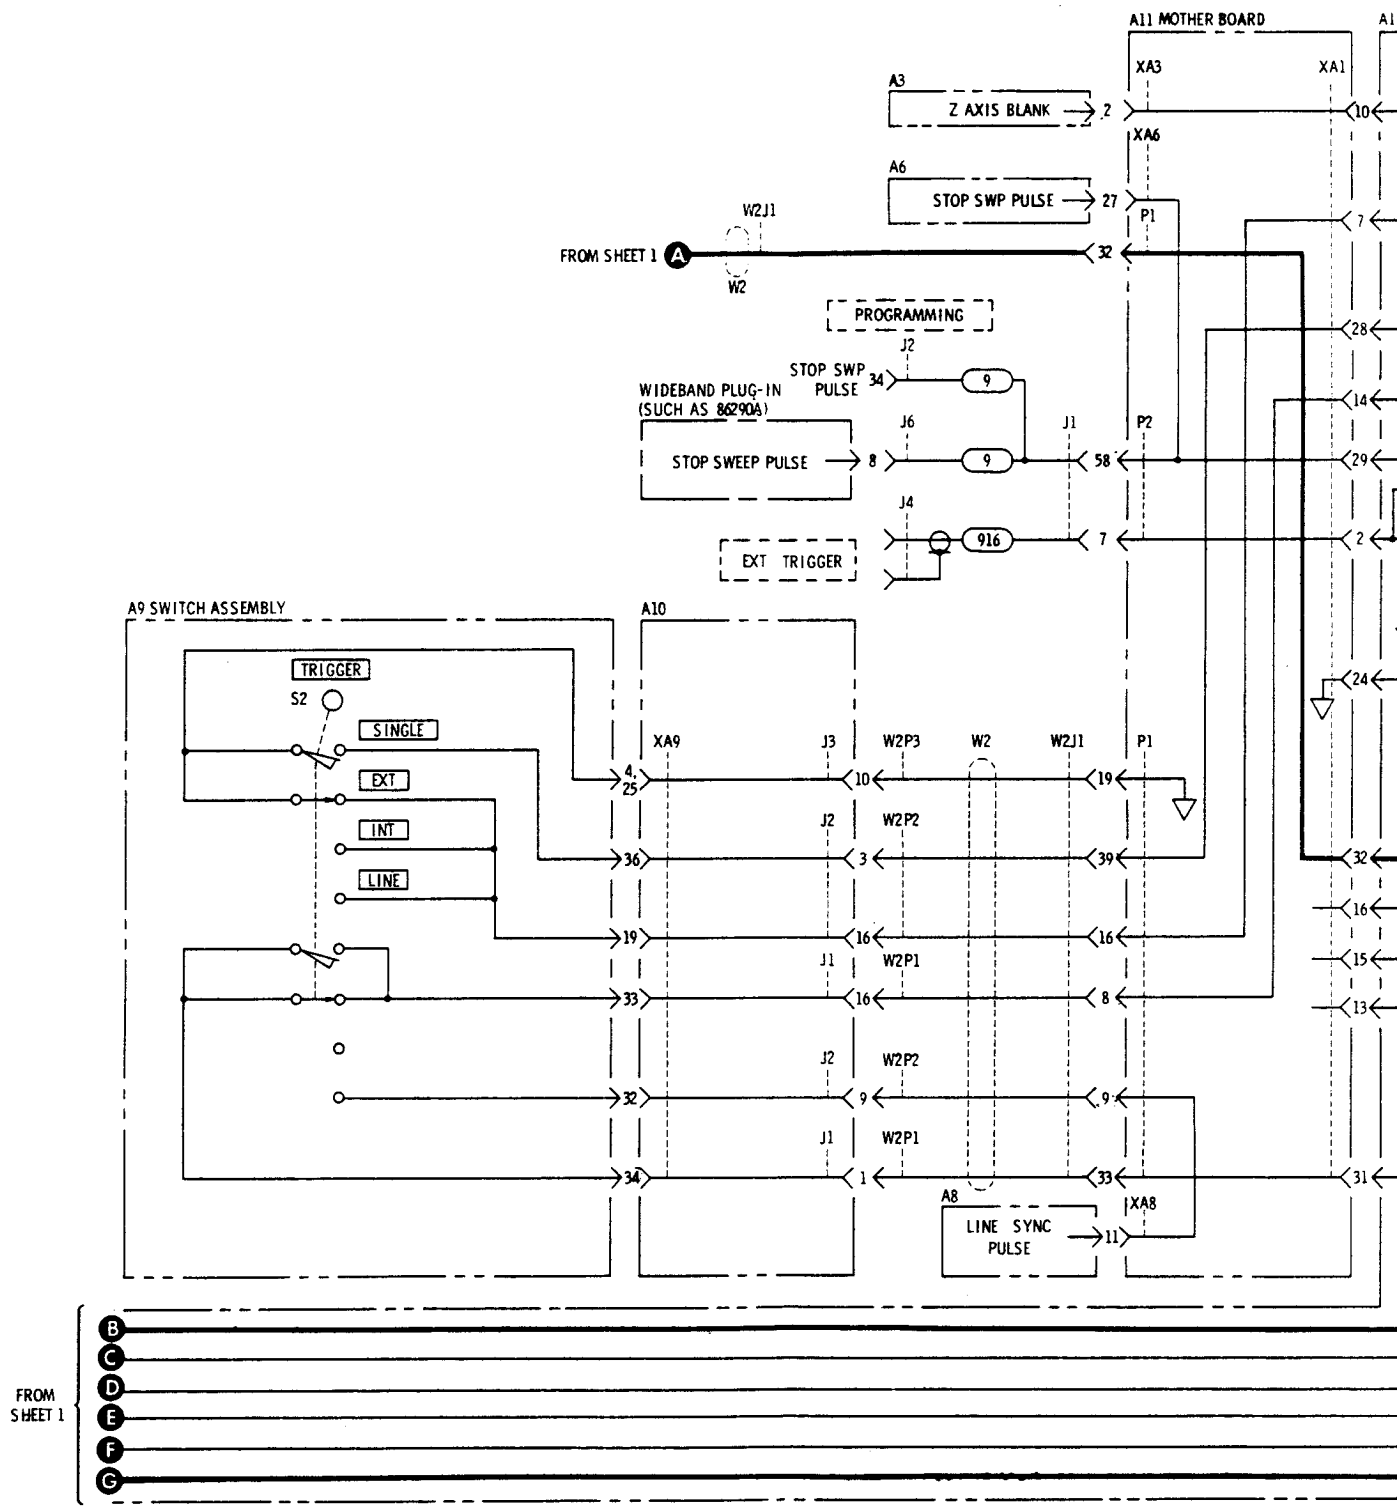 A11 MOTHER BOARD
A1
XA3
XA1
A3
Z AXIS BLANK
2
10
XA6
A6
STOP SWP PULSE
27
P1
7
W2J1
FROM SHEET 1
A
32
W2
PROGRAMMING
28
J2
STOP SWP
PULSE
34
9
WIDEBAND PLUG-IN
(SUCH AS 86290A)
14
J6
J1
P2
STOP SWEEP PULSE
8
9
58
29
J4
916
7
2
EXT TRIGGER
A9 SWITCH ASSEMBLY
A10
TRIGGER
S2
24
SINGLE
XA9
J3
W2P3
W2
W2J1
P1
EXT
4,
25
10
19
INT
J2
W2P2
36
3
39
32
LINE
16
19
16
16
J1
W2P1
15
33
16
8
13
J2
W2P2
32
9
9
J1
W2P1
34
1
33
31
A8
XA8
LINE SYNC
PULSE
11
B
C
D
FROM
SHEET 1
E
F
G